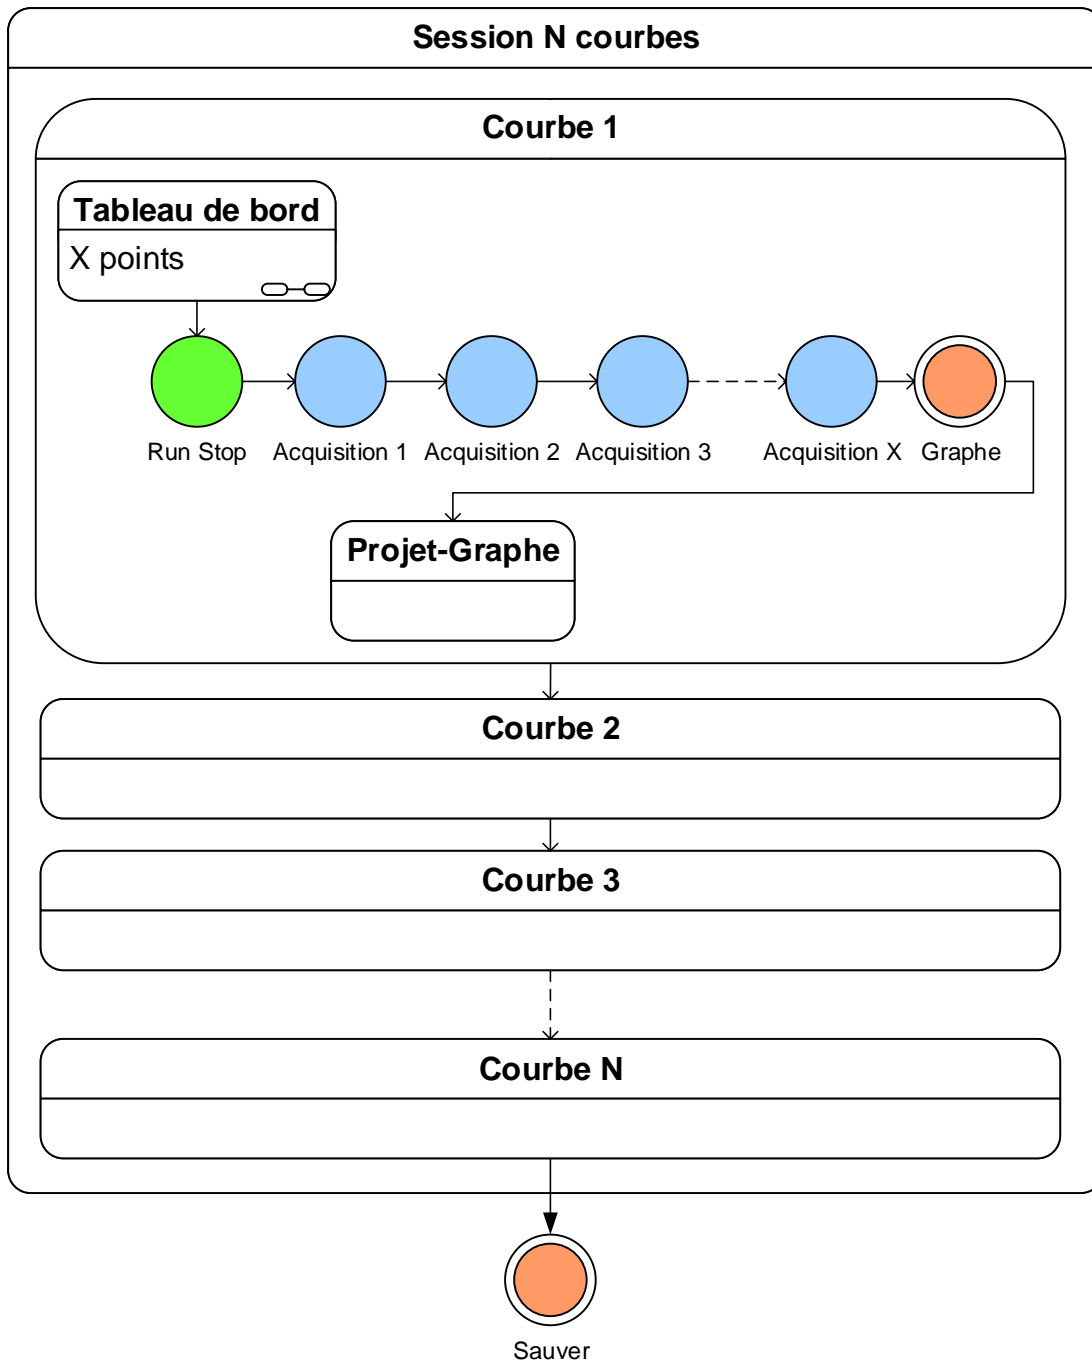 Session N courbes
Courbe 1
Tableau de bord
X points
Run Stop
Acquisition 1
Acquisition 2
Acquisition 3
Acquisition X
Graphe
Projet-Graphe
Courbe 2
Courbe 3
Courbe N
Sauver